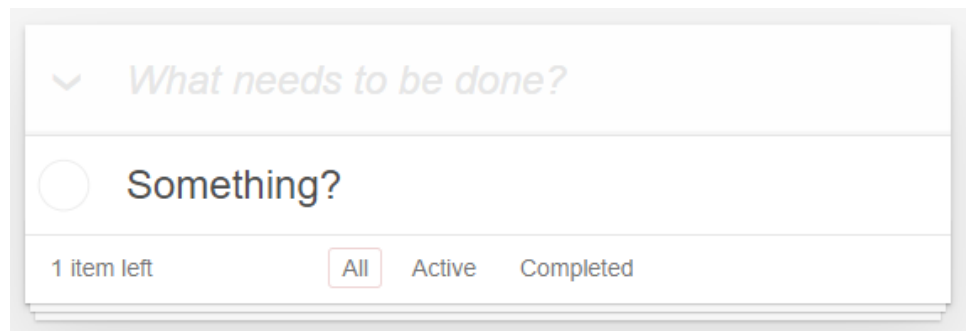 What needs to be done?
Something?
1 item left All Active Completed